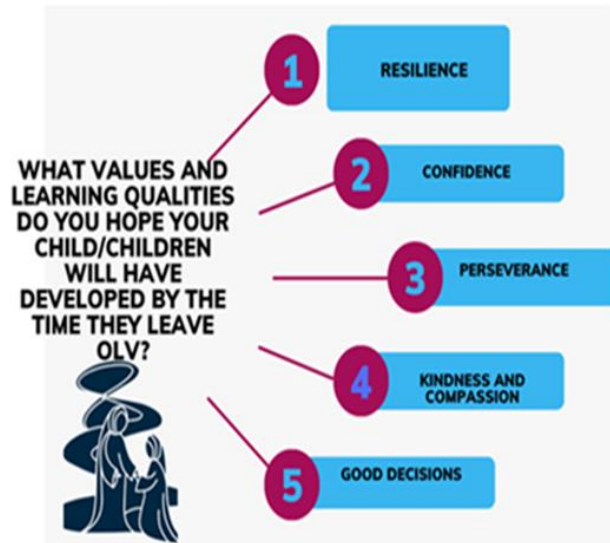 WHAT VALUES AND
LEARNING QUALITIES
DO YOU HOPE YOUR
CHILD/CHILDREN
WILL HAVE
DEVELOPED BY THE
TIME THEY LEAVE
OLV?
1
RESILIENCE
2
CONFIDENCE
3
PERSEVERANCE
4
KINDNESS AND
COMPASSION
5
GOOD DECISIONS